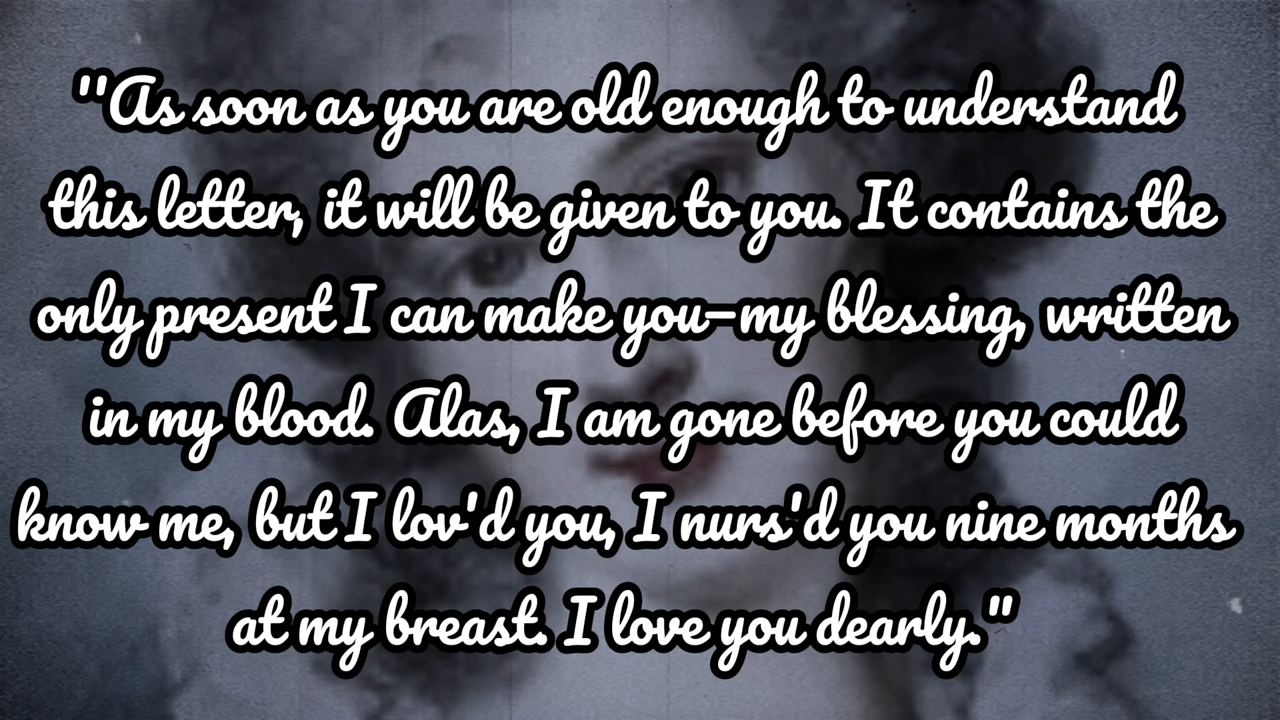 "As soon as you are old enough to understand
this letter, it will be given to you. It contains the
only present I can make you—my blessing, written
in my blood. Alas, I am gone before you could
know me, but I lov'd you, I nurs'd you nine months
at my breast. I love you dearly."